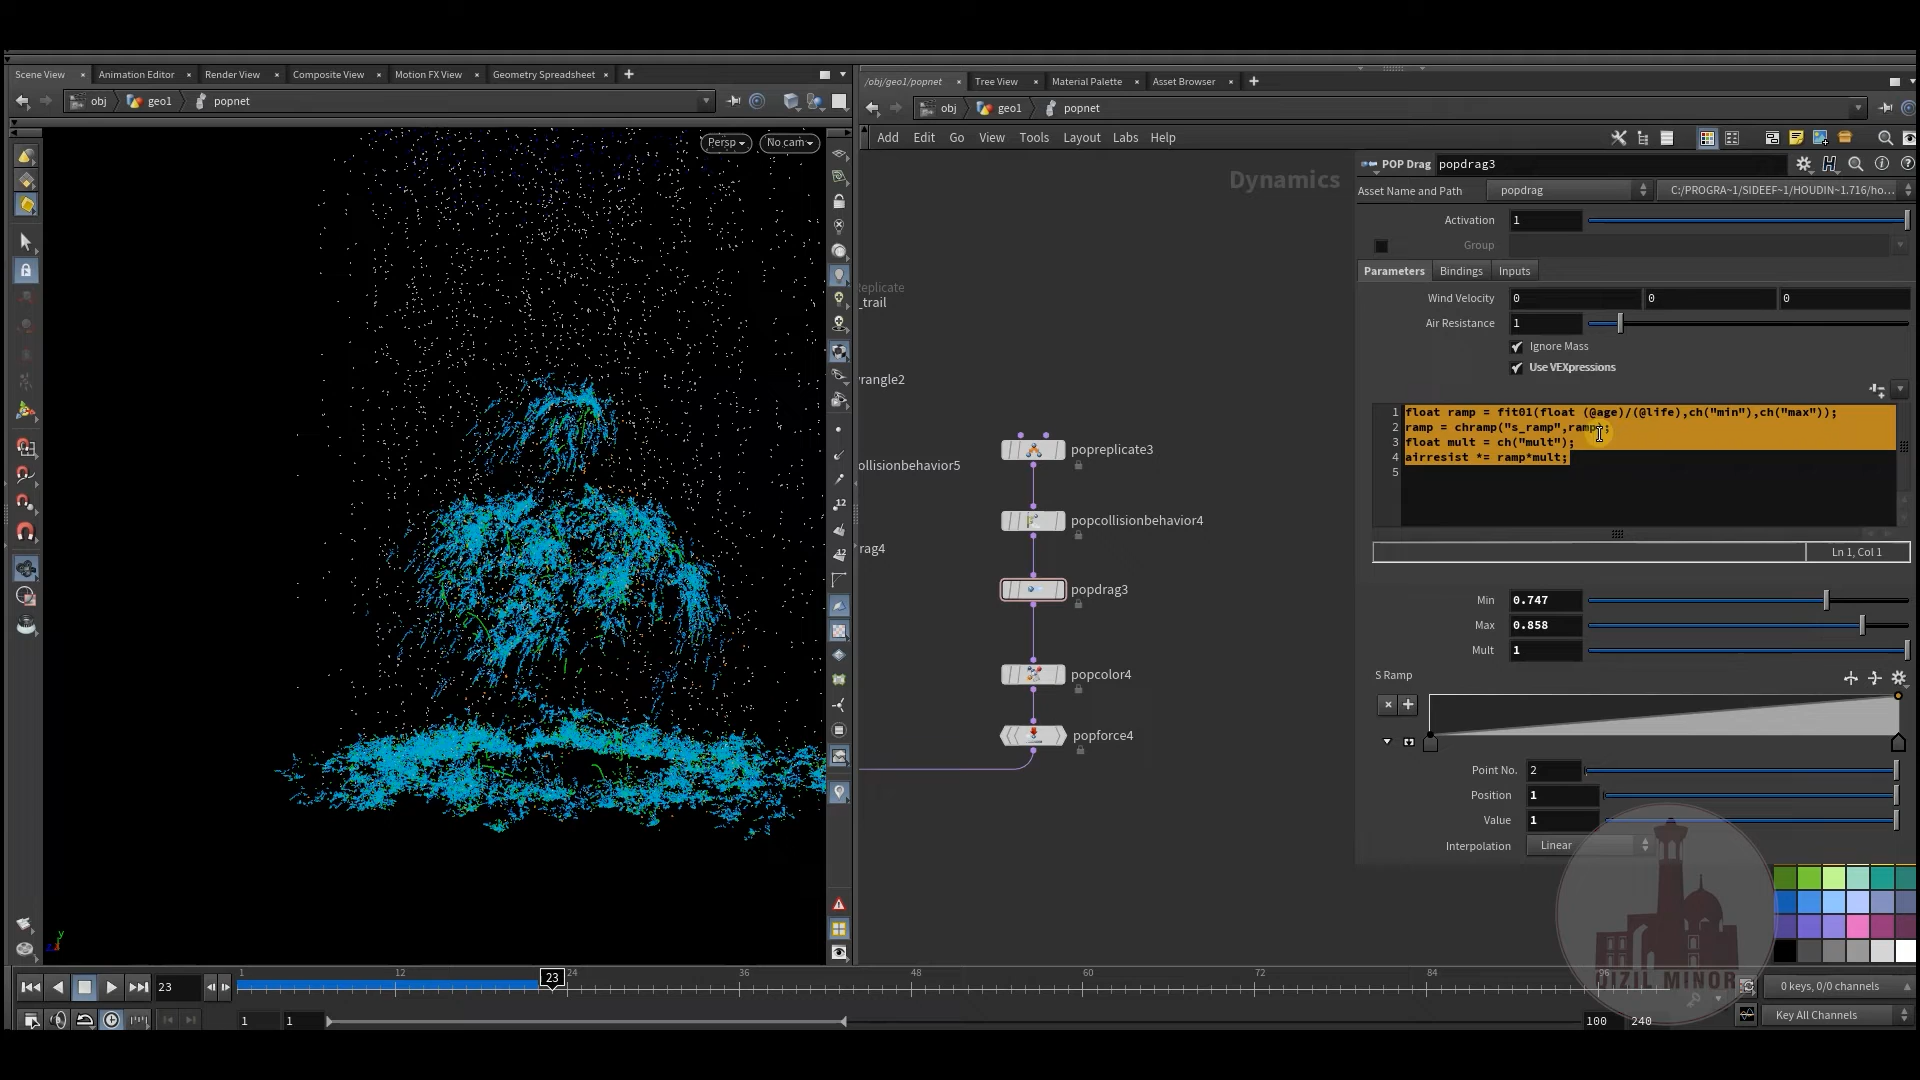 Scene View × Animation Editor × Render View × Composite View × Motion FX View × Geometry Spreadsheet × +
obj geo1 popnet
Persp No cam
/obj/geo1/popnet × Tree View × Material Palette × Asset Browser × +
obj geo1 popnet
Add Edit Go View Tools Layout Labs Help
Dynamics
_trail
collisionbehavior5
popreplicate3
popcollisionbehavior4
popdrag3
popcolor4
popforce4
POP Drag popdrag3
Asset Name and Path popdrag C:/PROGRA~1/SIDEEF~1/HOUDIN~1.716/ho...
Activation 1
Group
Parameters Bindings Inputs
Wind Velocity 0 0 0
Air Resistance 1
Ignore Mass
Use VEXpressions
1 float ramp = fit01(float (@age)/(@life),ch("min"),ch("max"));
2 ramp = chramp("s_ramp",ramp);
3 float mult = ch("mult");
4 airresist *= ramp*mult;
5
Ln 1, Col 1
Min 0.747
Max 0.858
Mult 1
S Ramp
Point No. 2
Position 1
Value 1
Interpolation Linear
23
1 12 23 24 36 48 60 72 84 96
1 1 100 240
0 keys, 0/0 channels
Key All Channels
y